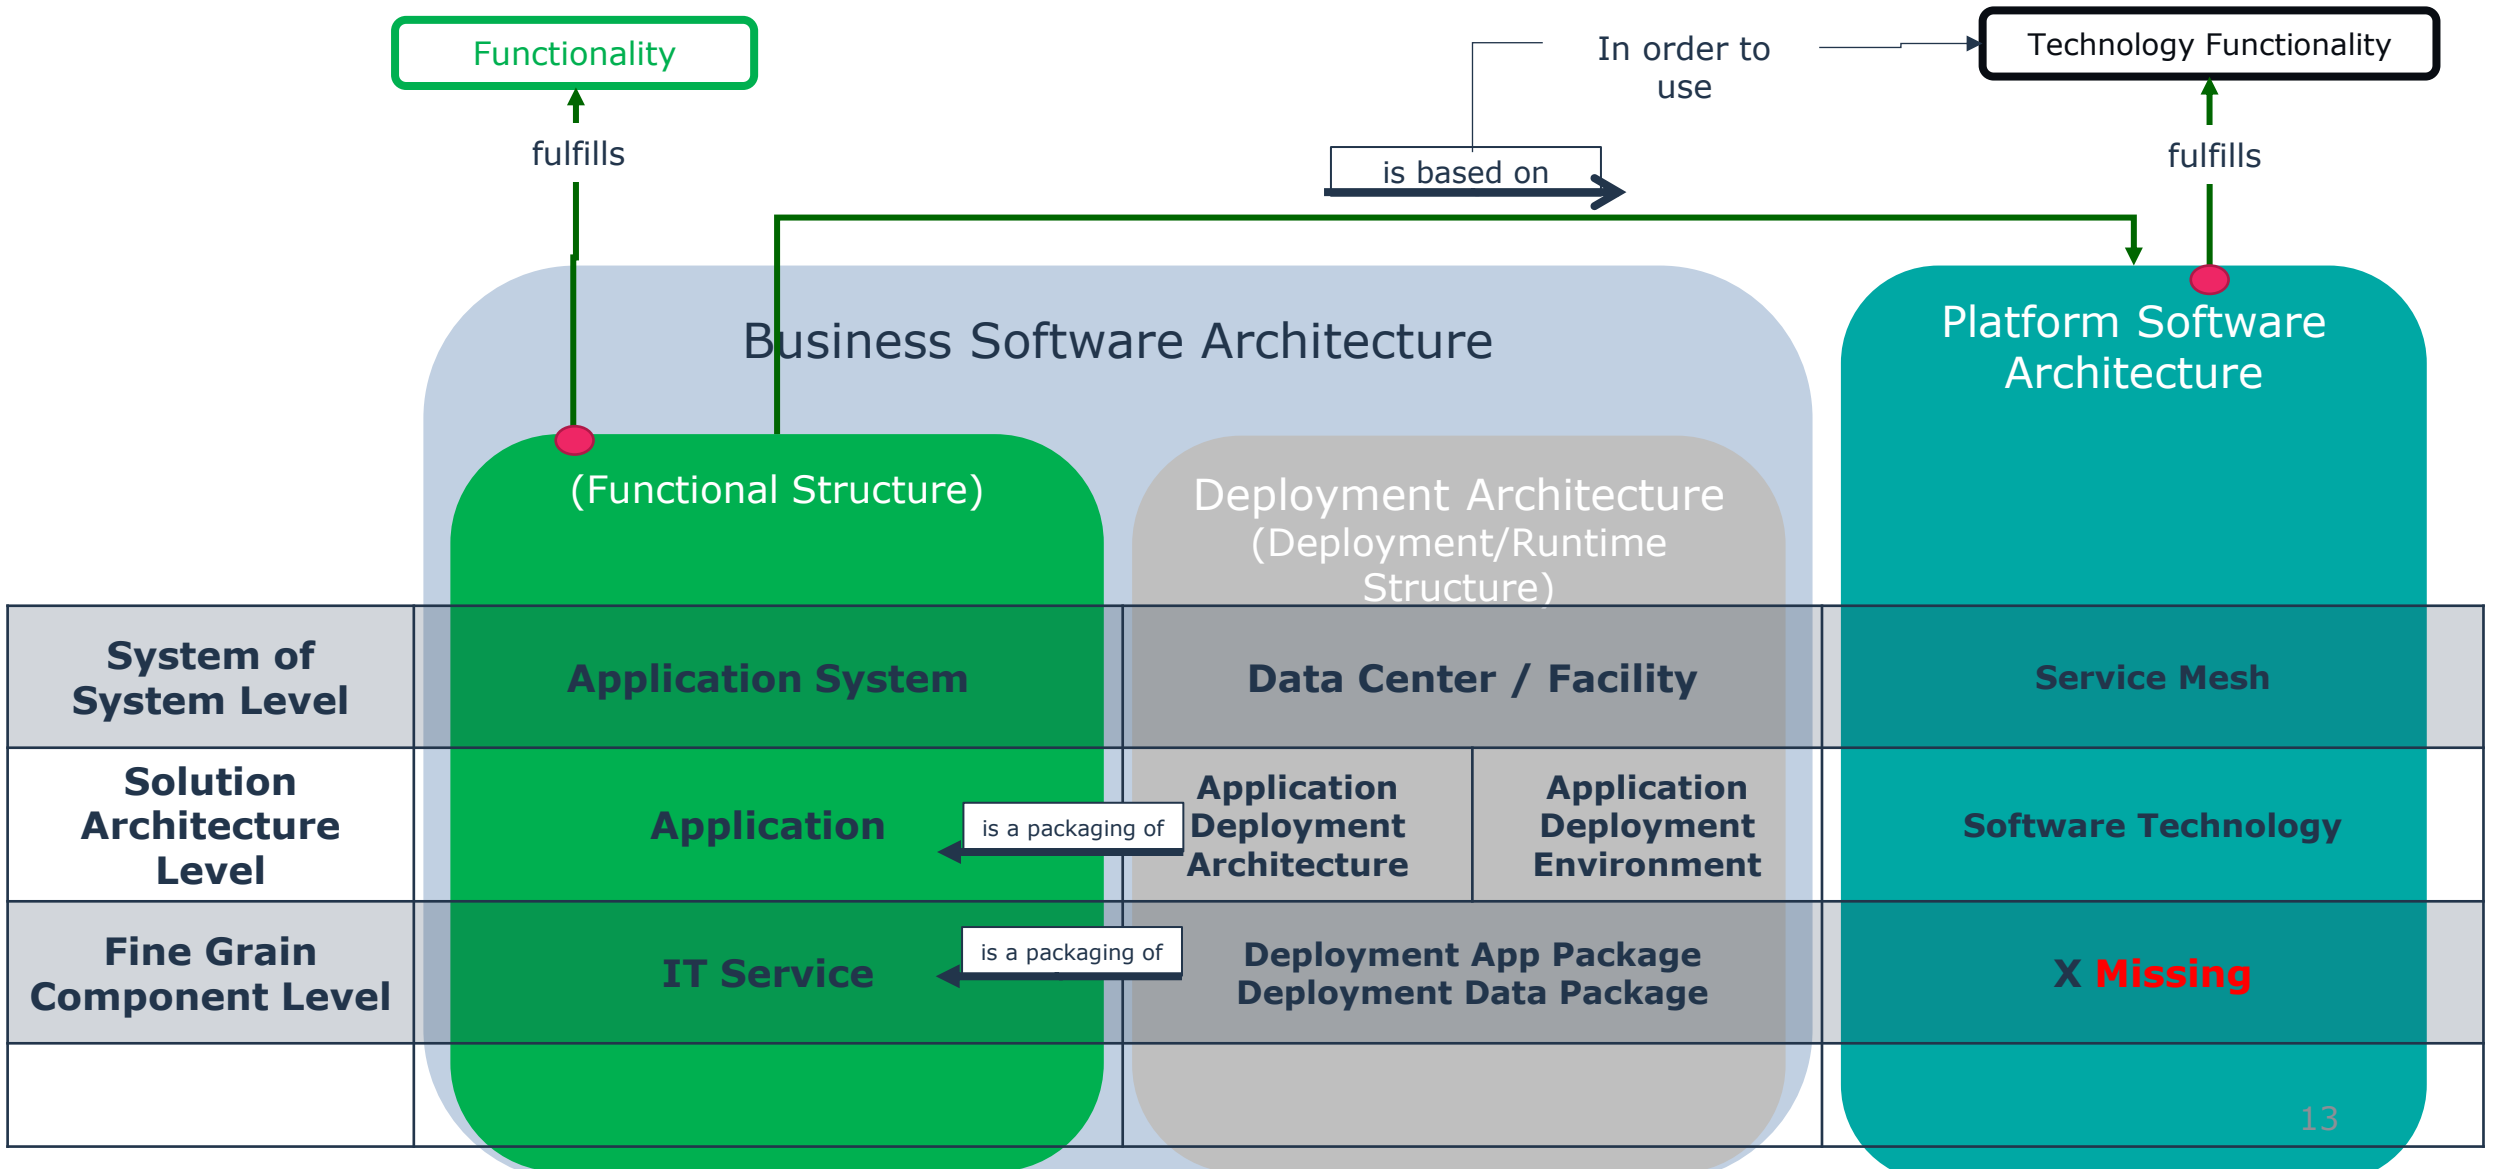 Functionality
In order to
use
Technology Functionality
fulfills
is based on
fulfills
Business Software Architecture
Platform Software
Architecture
(Functional Structure)
Deployment Architecture
(Deployment/Runtime
Structure)
System of
System Level
Application System
Data Center / Facility
Service Mesh
Solution
Architecture
Level
Application
is a packaging of
Application
Deployment
Architecture
Application
Deployment
Environment
Software Technology
Fine Grain
Component Level
IT Service
is a packaging of
Deployment App Package
Deployment Data Package
X Missing
13